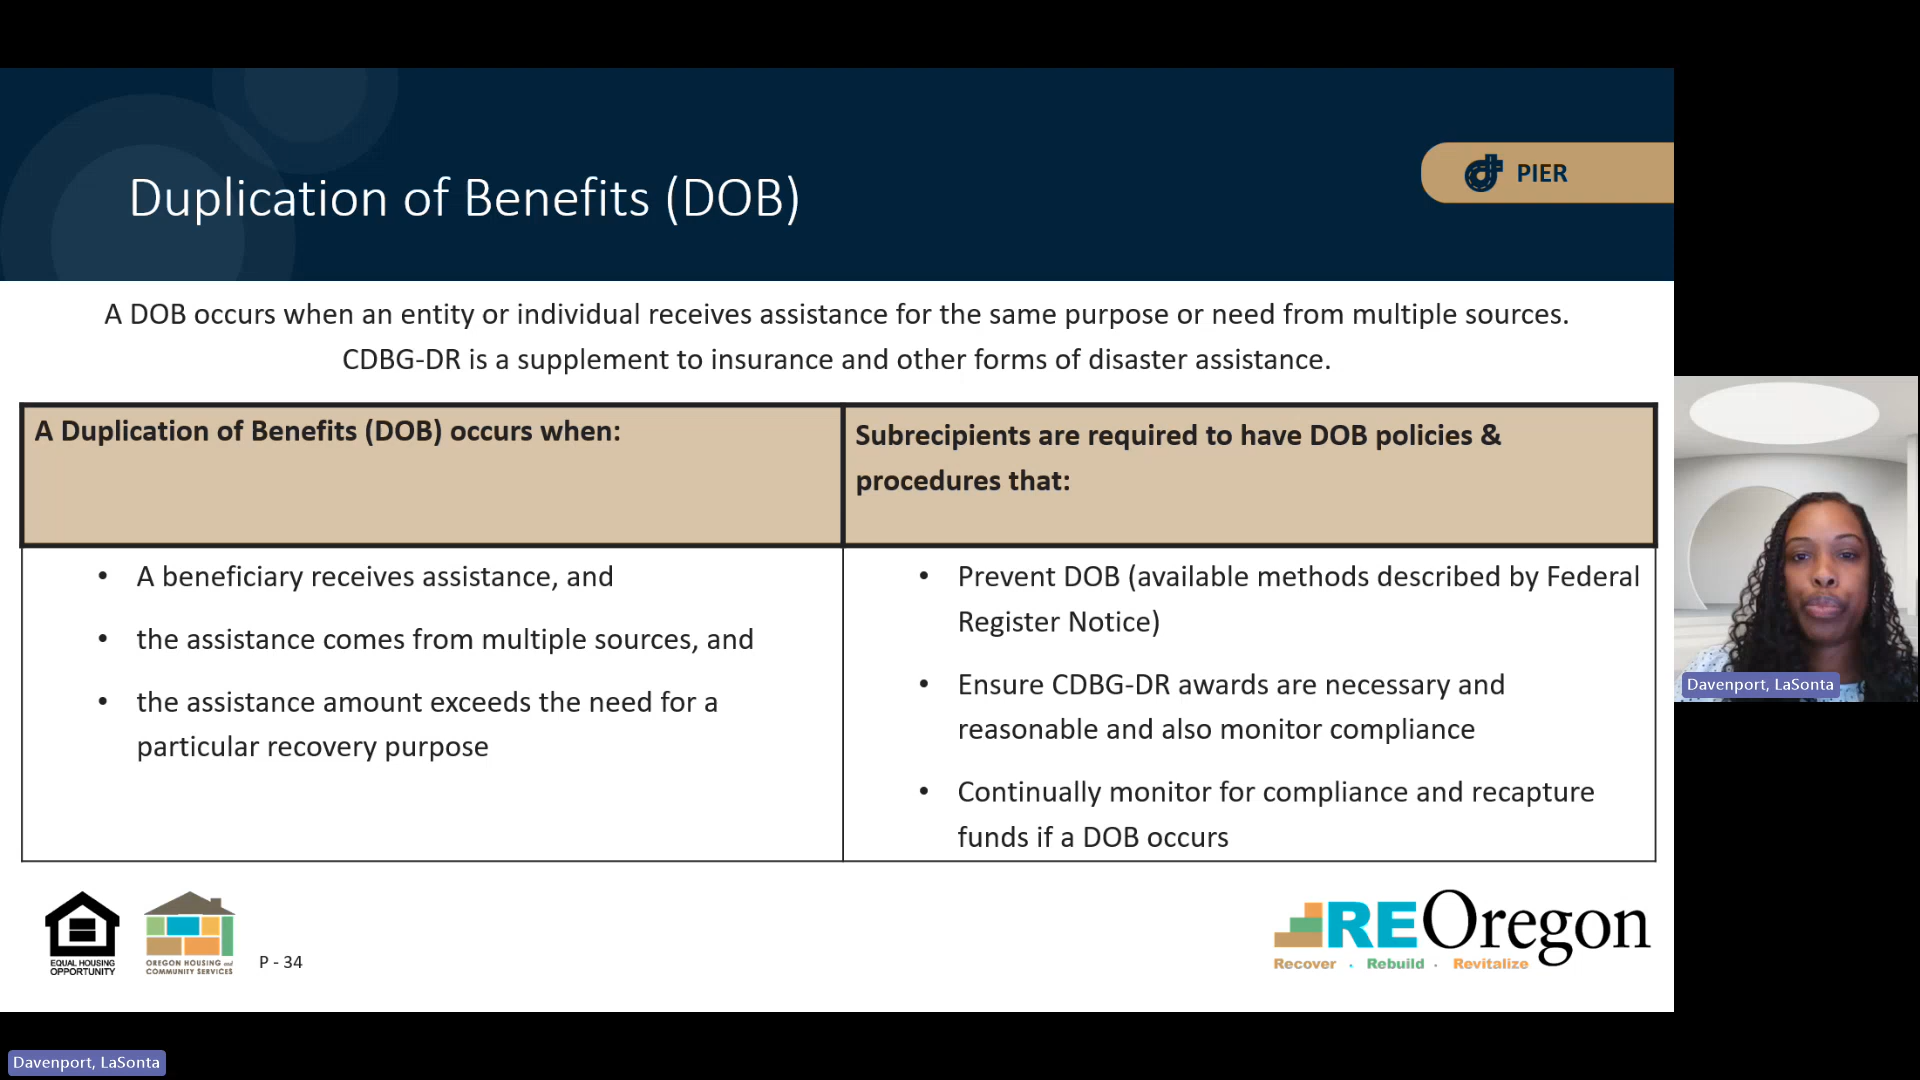 Duplication of Benefits (DOB)
PIER
A DOB occurs when an entity or individual receives assistance for the same purpose or need from multiple sources.
CDBG-DR is a supplement to insurance and other forms of disaster assistance.
A Duplication of Benefits (DOB) occurs when:
• A beneficiary receives assistance, and
• the assistance comes from multiple sources, and
• the assistance amount exceeds the need for a
particular recovery purpose
Subrecipients are required to have DOB policies &
procedures that:
• Prevent DOB (available methods described by Federal
Register Notice)
• Ensure CDBG-DR awards are necessary and
reasonable and also monitor compliance
• Continually monitor for compliance and recapture
funds if a DOB occurs
EQUAL HOUSING
OPPORTUNITY
OREGON HOUSING and
COMMUNITY SERVICES
P - 34
REOregon
Recover . Rebuild . Revitalize
Davenport, LaSonta
Davenport, LaSonta